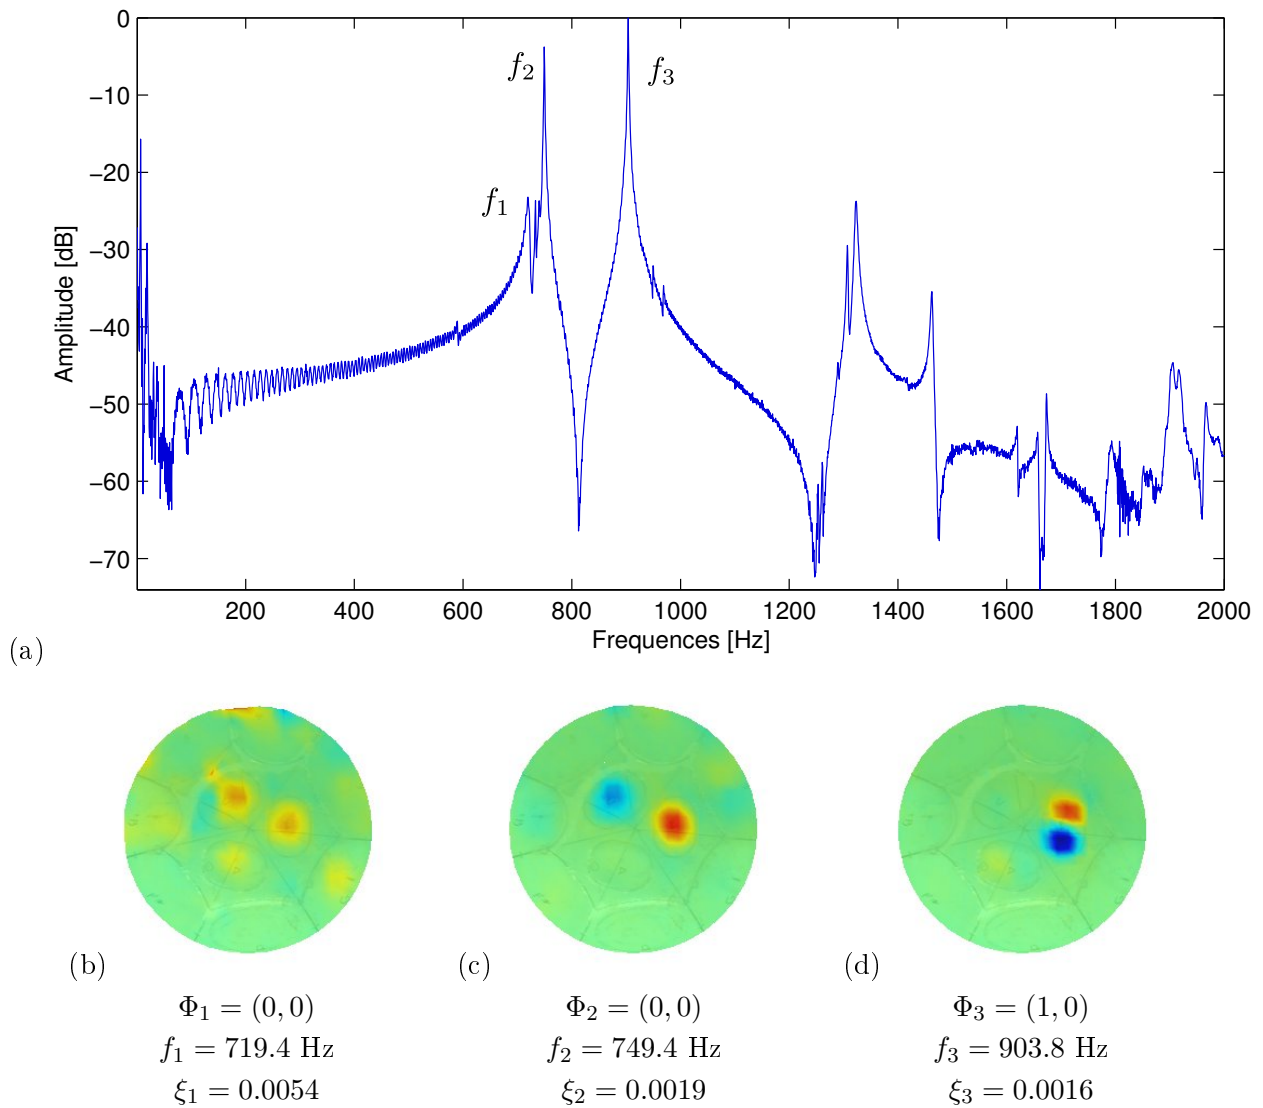 0
−10
−20
−30
−40
−50
−60
−70
Amplitude [dB]
f₁
f₂
f₃
200 400 600 800 1000 1200 1400 1600 1800 2000
Frequences [Hz]
(a)
(b) (c) (d)
Φ₁ = (0, 0) Φ₂ = (0, 0) Φ₃ = (1, 0)
f₁ = 719.4 Hz f₂ = 749.4 Hz f₃ = 903.8 Hz
ξ₁ = 0.0054 ξ₂ = 0.0019 ξ₃ = 0.0016